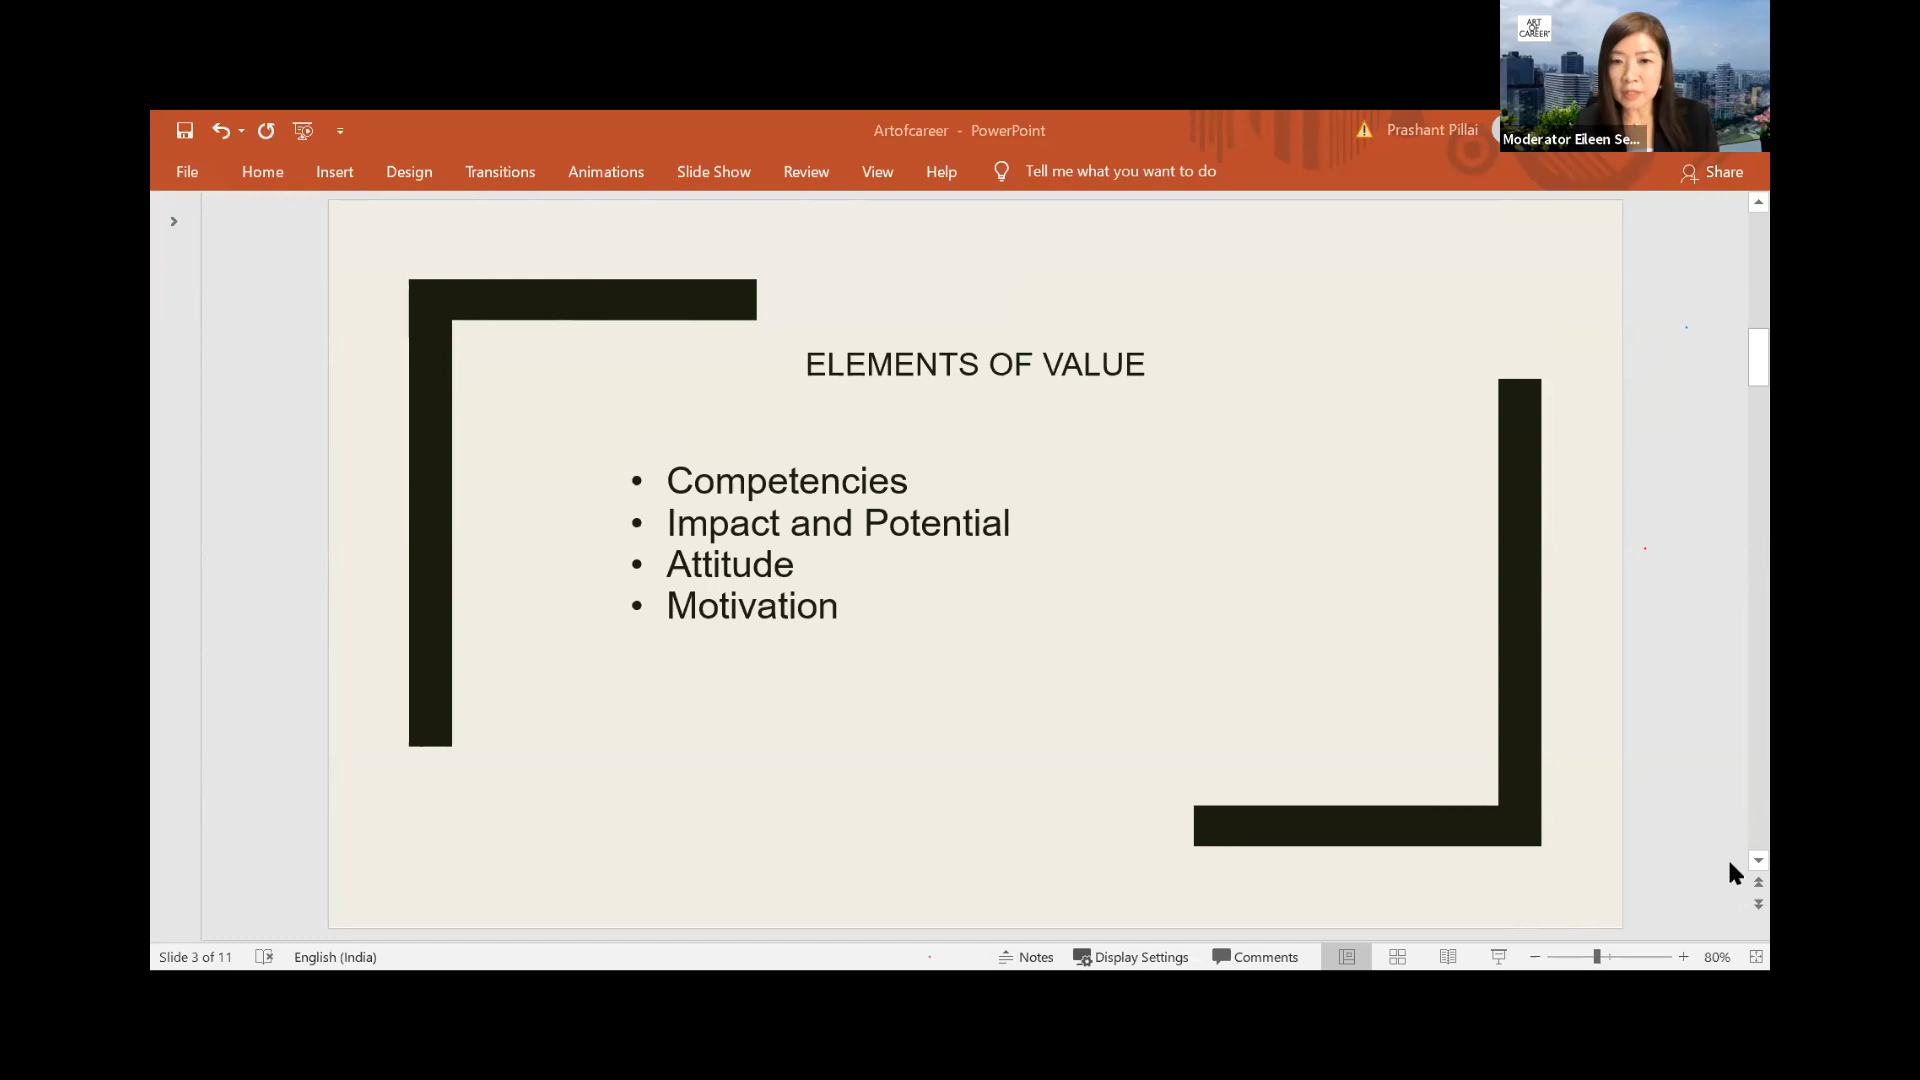 ART
OF
CAREER
Moderator Eileen Se...
Artofcareer - PowerPoint
Prashant Pillai
File Home Insert Design Transitions Animations Slide Show Review View Help Tell me what you want to do Share
ELEMENTS OF VALUE
• Competencies
• Impact and Potential
• Attitude
• Motivation
Slide 3 of 11 English (India) Notes Display Settings Comments 80%